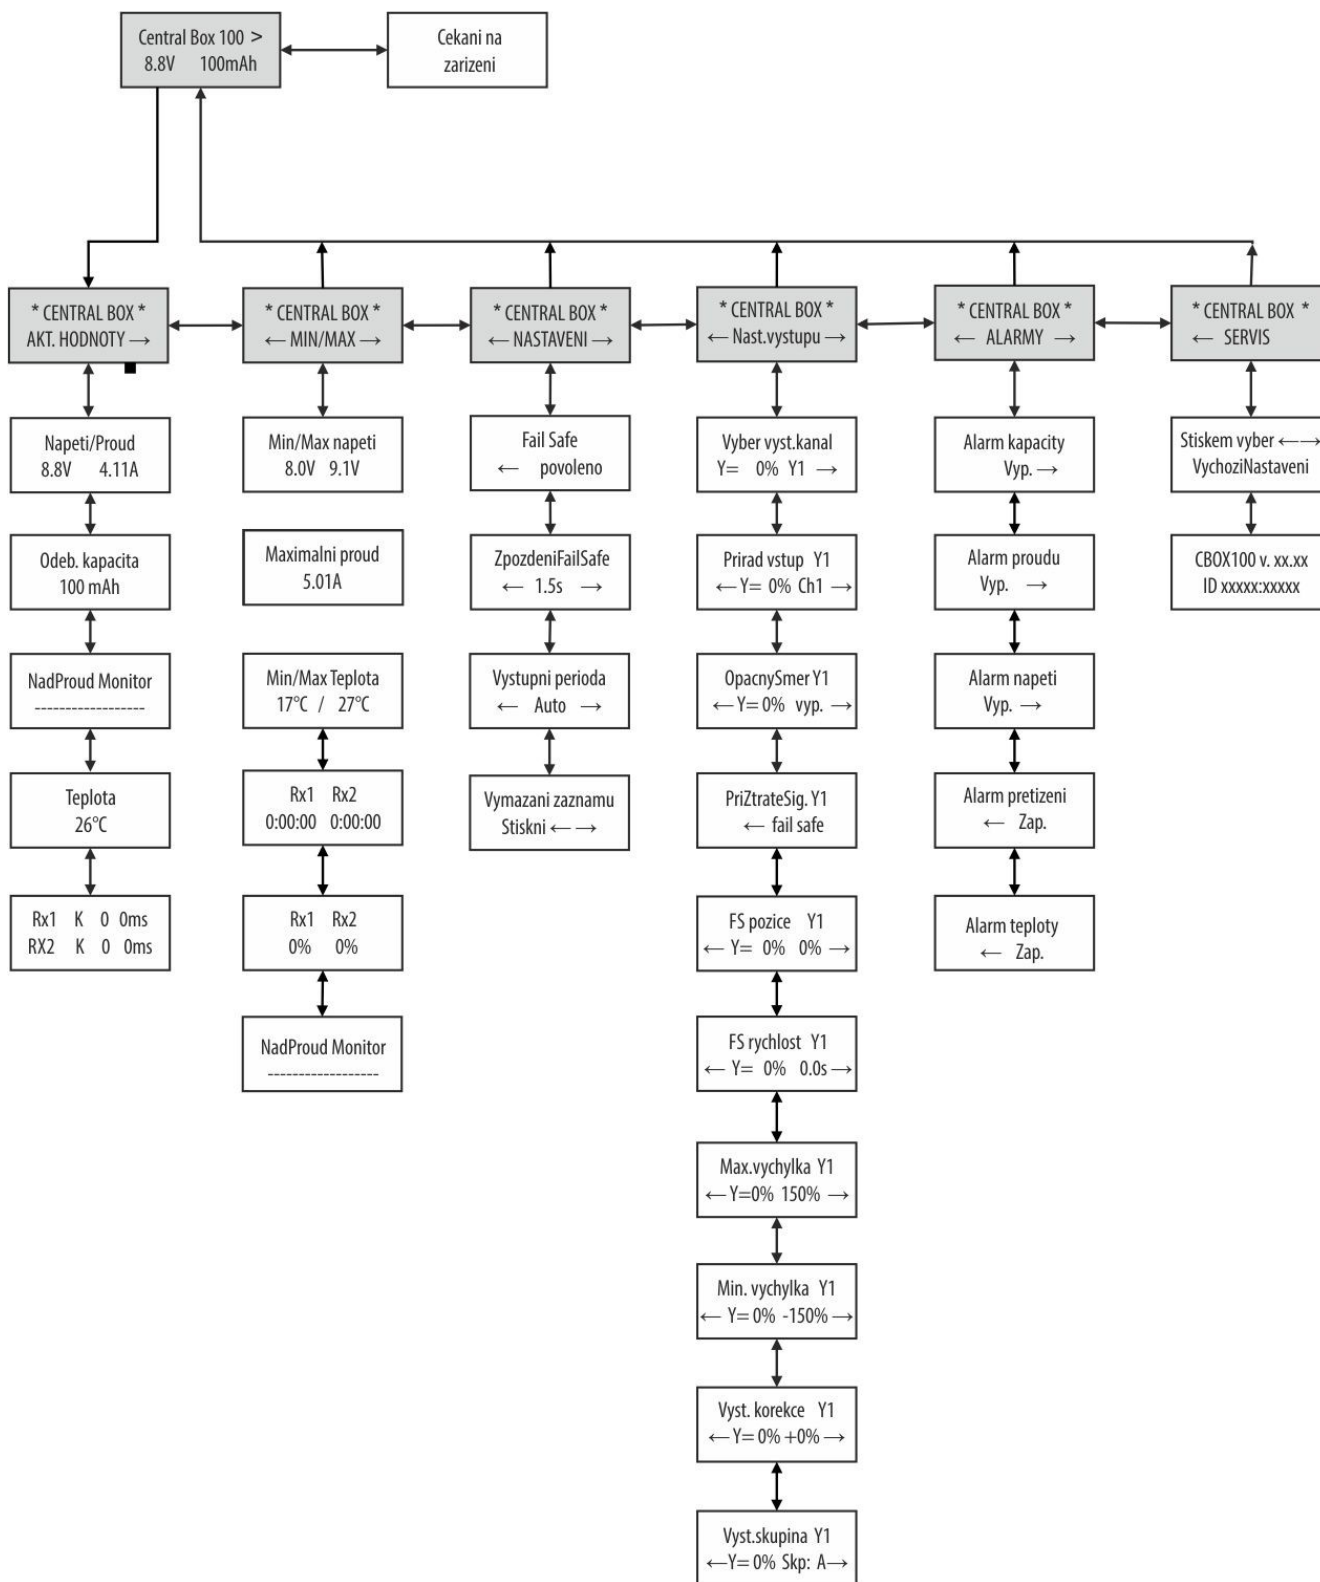 Central Box 100 >
8.8V 100mAh
Cekani na
zarizeni
* CENTRAL BOX *
AKT. HODNOTY →
* CENTRAL BOX *
← MIN/MAX →
* CENTRAL BOX *
← NASTAVENI →
* CENTRAL BOX *
← Nast.vystupu →
* CENTRAL BOX *
← ALARMY →
* CENTRAL BOX *
← SERVIS
Napeti/Proud
8.8V 4.11A
Odeb. kapacita
100 mAh
NadProud Monitor
------------------
Teplota
26°C
Rx1 K 0 0ms
RX2 K 0 0ms
Min/Max napeti
8.0V 9.1V
Maximalni proud
5.01A
Min/Max Teplota
17°C / 27°C
Rx1 Rx2
0:00:00 0:00:00
Rx1 Rx2
0% 0%
NadProud Monitor
------------------
Fail Safe
← povoleno
ZpozdeniFailSafe
← 1.5s →
Vystupni perioda
← Auto →
Vymazani zaznamu
Stiskni ← →
Vyber vyst.kanal
Y= 0% Y1 →
Prirad vstup Y1
← Y= 0% Ch1 →
OpacnySmer Y1
← Y= 0% vyp. →
PriZtrateSig. Y1
← fail safe
FS pozice Y1
← Y= 0% 0% →
FS rychlost Y1
← Y= 0% 0.0s →
Max.vychylka Y1
← Y=0% 150% →
Min. vychylka Y1
← Y= 0% -150% →
Vyst. korekce Y1
← Y= 0% +0% →
Vyst.skupina Y1
←Y= 0% Skp: A→
Alarm kapacity
Vyp. →
Alarm proudu
Vyp. →
Alarm napeti
Vyp. →
Alarm pretizeni
← Zap.
Alarm teploty
← Zap.
Stiskem vyber ← →
VychoziNastaveni
CBOX100 v. xx.xx
ID xxxxx:xxxxx